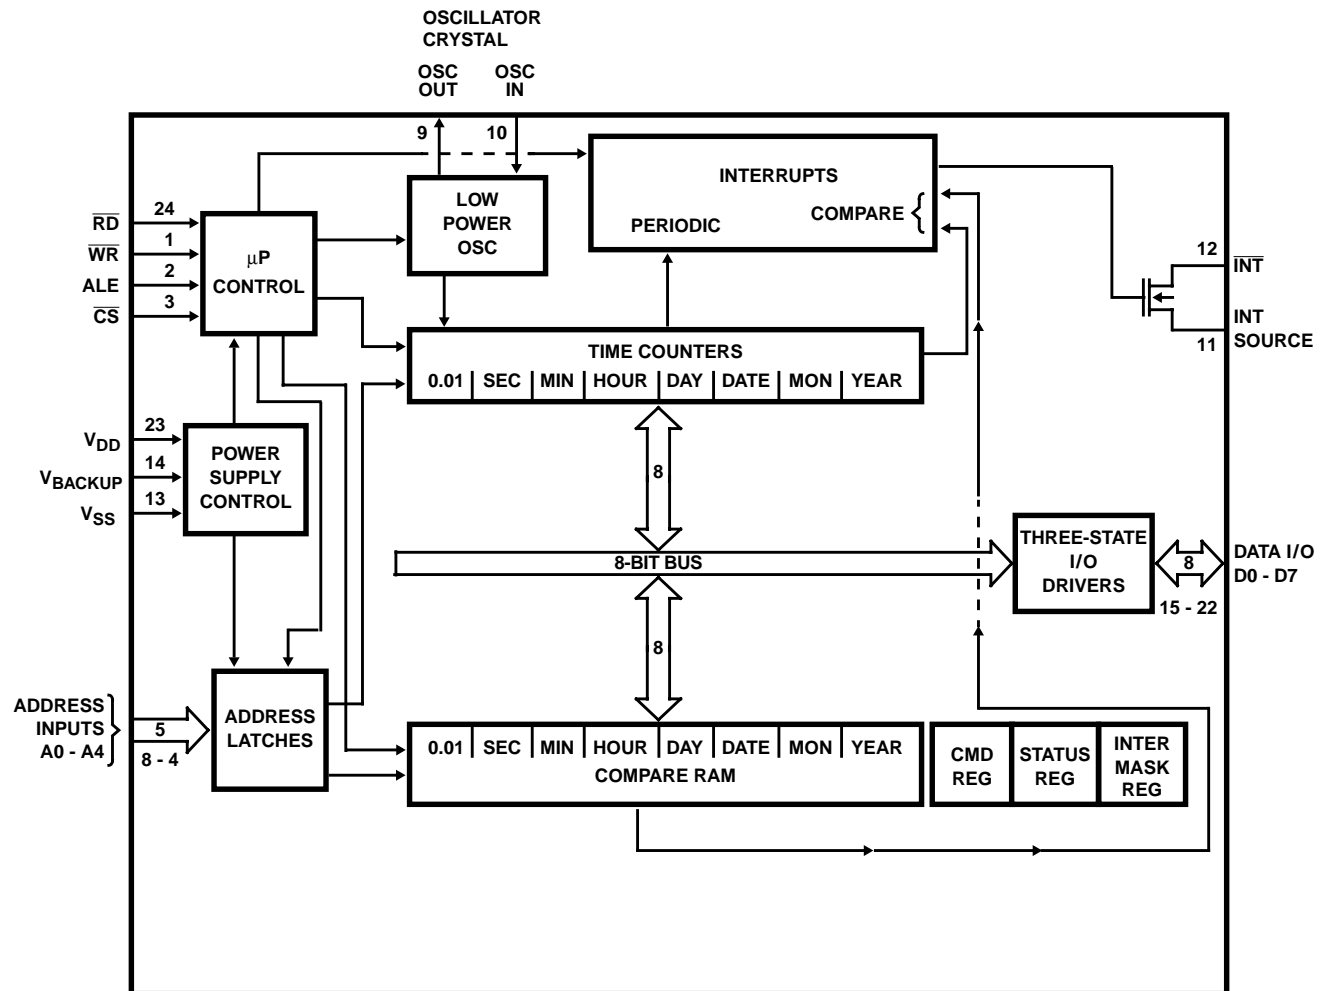 OSCILLATOR
CRYSTAL
OSC
OUT
OSC
IN
9
10
INTERRUPTS
COMPARE
PERIODIC
LOW
POWER
OSC
R̅D̅
24
W̅R̅
1
ALE
2
C̅S̅
3
µP
CONTROL
12
I̅N̅T̅
INT
SOURCE
11
TIME COUNTERS
0.01 SEC MIN HOUR DAY DATE MON YEAR
VDD
23
VBACKUP
14
VSS
13
POWER
SUPPLY
CONTROL
8
8-BIT BUS
THREE-STATE
I/O
DRIVERS
8
DATA I/O
D0 - D7
15 - 22
8
ADDRESS
INPUTS
A0 - A4
5
8 - 4
ADDRESS
LATCHES
0.01 SEC MIN HOUR DAY DATE MON YEAR
COMPARE RAM
CMD
REG
STATUS
REG
INTER
MASK
REG